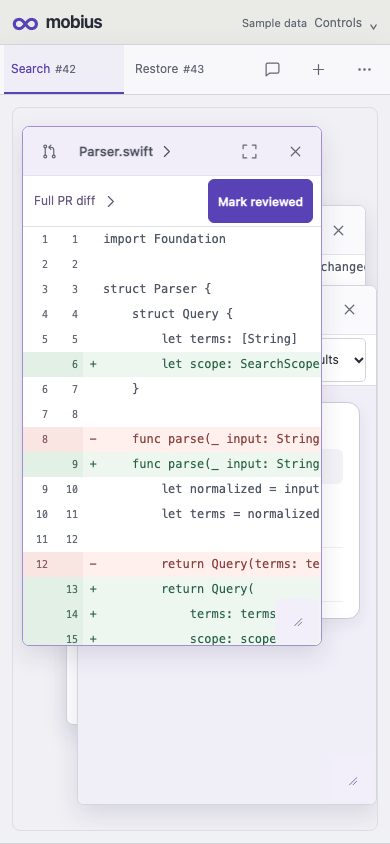 mobius
Sample data Controls
Search #42
Restore #43
Parser.swift
Full PR diff
Mark reviewed
1 1 import Foundation
2 2
3 3 struct Parser {
4 4 struct Query {
5 5 let terms: [String]
6 + let scope: SearchScope
6 7 }
7 8
8 − func parse(_ input: String
9 + func parse(_ input: String
9 10 let normalized = input
10 11 let terms = normalized
11 12
12 − return Query(terms: te
13 + return Query(
14 + terms: terms
15 + scope: scope
change
ults